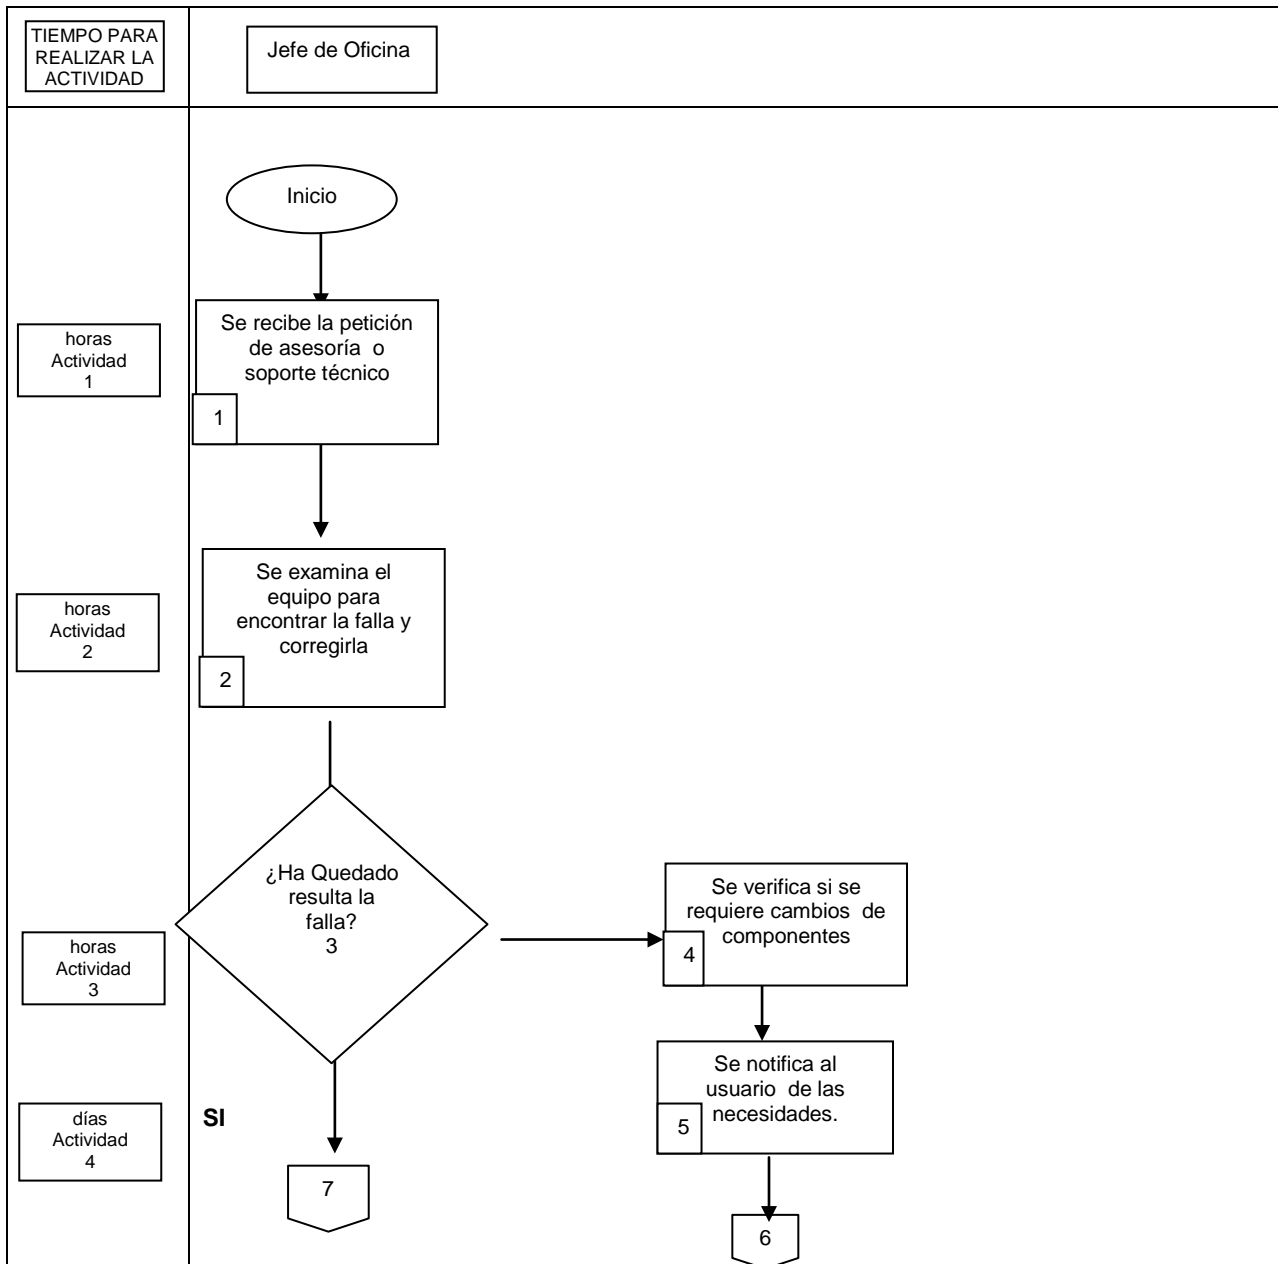 TIEMPO PARA
REALIZAR LA
ACTIVIDAD
Jefe de Oficina
Inicio
horas
Actividad
1
Se recibe la petición
de asesoría o
soporte técnico
1
horas
Actividad
2
Se examina el
equipo para
encontrar la falla y
corregirla
2
¿Ha Quedado
resulta la
falla?
3
horas
Actividad
3
Se verifica si se
requiere cambios de
componentes
4
Se notifica al
usuario de las
necesidades.
5
días
Actividad
4
SI
7
6